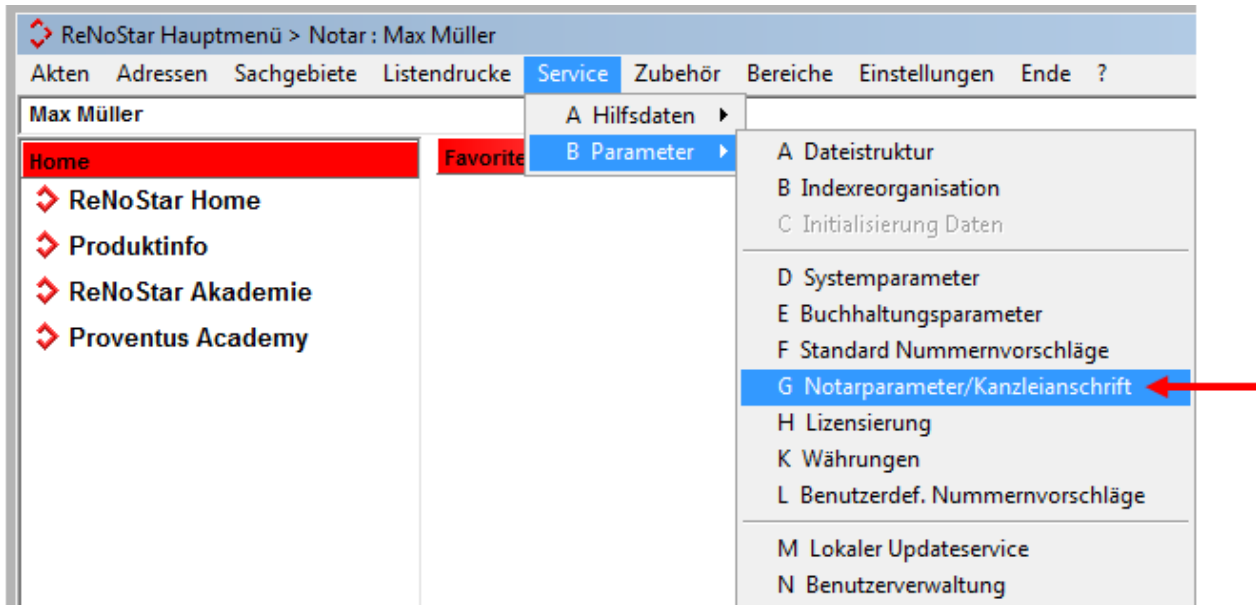 ReNoStar Hauptmenü > Notar : Max Müller
Akten Adressen Sachgebiete Listendrucke Service Zubehör Bereiche Einstellungen Ende ?
Max Müller
A Hilfsdaten
B Parameter
Home
Favorite
ReNoStar Home
Produktinfo
ReNoStar Akademie
Proventus Academy
A Dateistruktur
B Indexreorganisation
C Initialisierung Daten
D Systemparameter
E Buchhaltungsparameter
F Standard Nummernvorschläge
G Notarparameter/Kanzleianschrift
H Lizensierung
K Währungen
L Benutzerdef. Nummernvorschläge
M Lokaler Updateservice
N Benutzerverwaltung